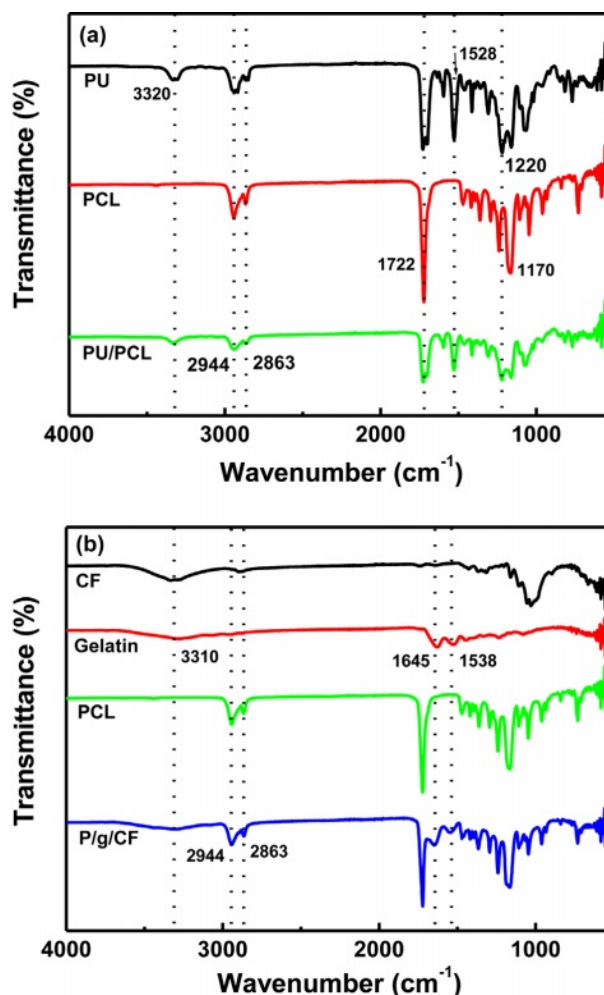 (a)
1528
PU
3320
1220
PCL
1722
1170
PU/PCL
2944
2863
Transmittance (%)
4000
3000
2000
1000
Wavenumber (cm⁻¹)
(b)
CF
Gelatin
3310
1645
1538
PCL
P/g/CF
2944
2863
Transmittance (%)
4000
3000
2000
1000
Wavenumber (cm⁻¹)